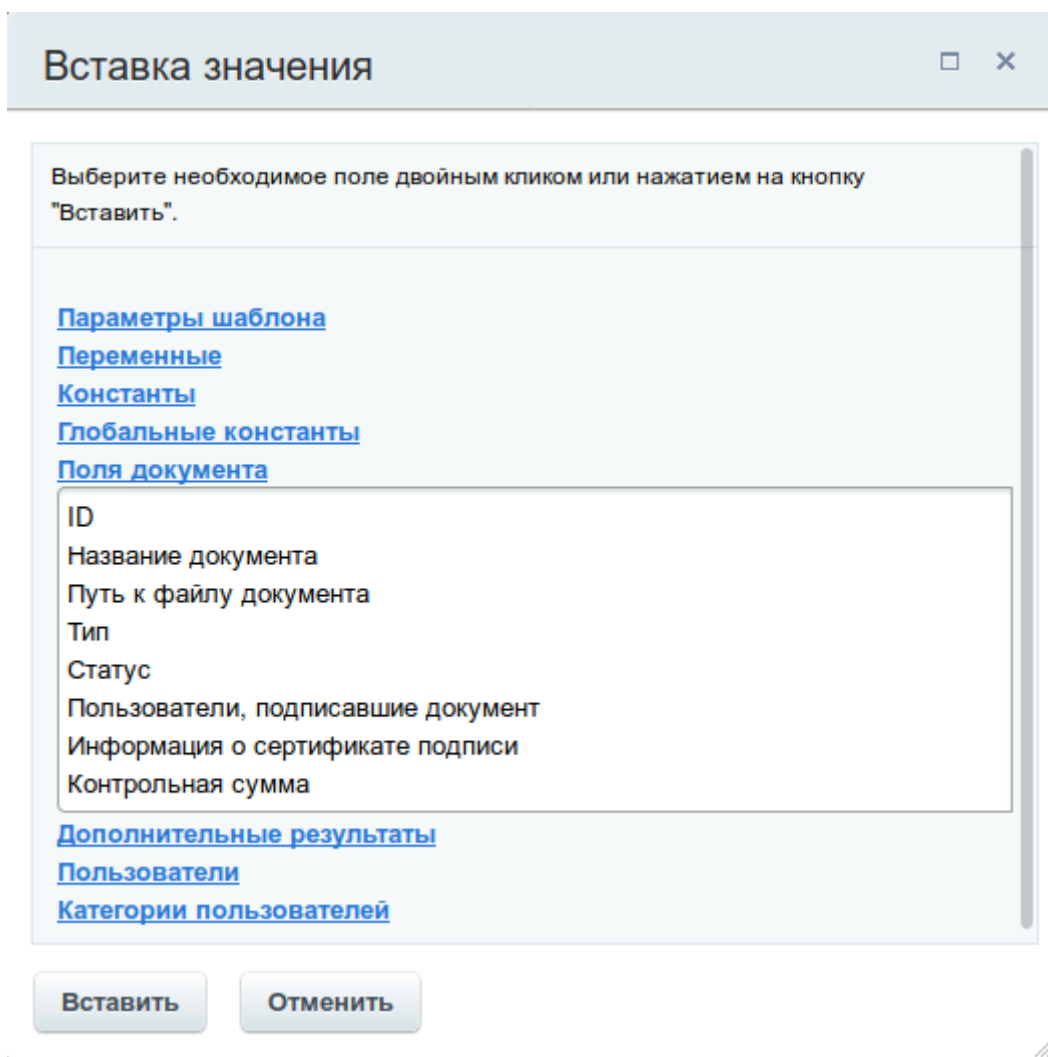 Вставка значения
Выберите необходимое поле двойным кликом или нажатием на кнопку
"Вставить".
Параметры шаблона
Переменные
Константы
Глобальные константы
Поля документа
ID
Название документа
Путь к файлу документа
Тип
Статус
Пользователи, подписавшие документ
Информация о сертификате подписи
Контрольная сумма
Дополнительные результаты
Пользователи
Категории пользователей
Вставить
Отменить